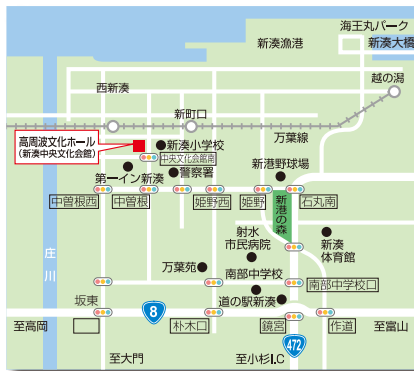 海王丸パーク
新湊漁港
新湊大橋
越の潟
西新湊
新町口
万葉線
高周波文化ホール
(新湊中央文化会館)
新湊小学校
中央文化会館南
警察署
第一イン新湊
新港野球場
中曽根西
中曽根
姫野西
姫野
石丸南
新港の森
射水
市民病院
新湊
体育館
庄川
万葉苑
南部中学校
南部中学校口
坂東
道の駅新湊
8
至高岡
朴木口
鏡宮
作道
至富山
472
至大門
至小杉I.C